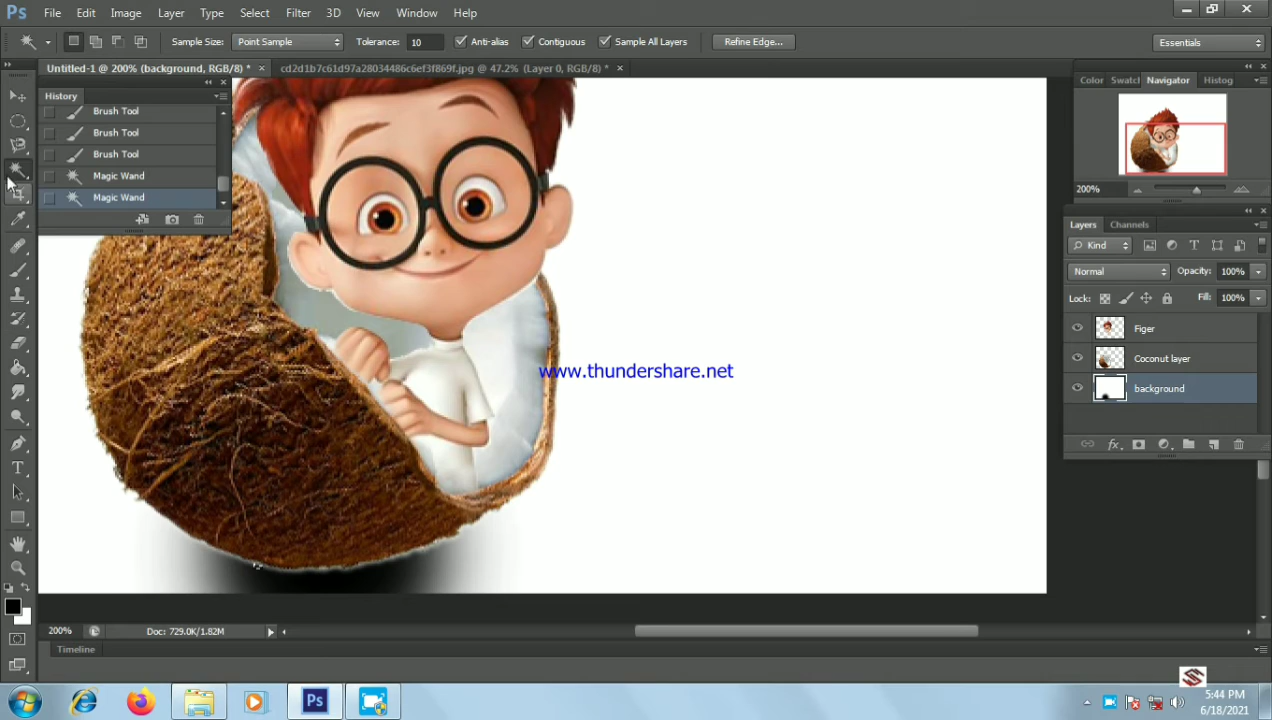 Ps File Edit Image Layer Type Select Filter 3D View Window Help
Sample Size: Point Sample Tolerance: 10 Anti-alias Contiguous Sample All Layers Refine Edge... Essentials
Untitled-1 @ 200% (background, RGB/8) * × cd2d1b7c61d97a28034486c6ef3f869f.jpg @ 47.2% (Layer 0, RGB/8) * ×
History
Brush Tool
Brush Tool
Brush Tool
Magic Wand
Magic Wand
Color Swatch Navigator Histog
200%
Layers Channels
Kind
Normal Opacity: 100%
Lock: Fill: 100%
Figer
Coconut layer
background
www.thundershare.net
200% Doc: 729.0K/1.82M
Timeline
Ps
5:44 PM
6/18/2021